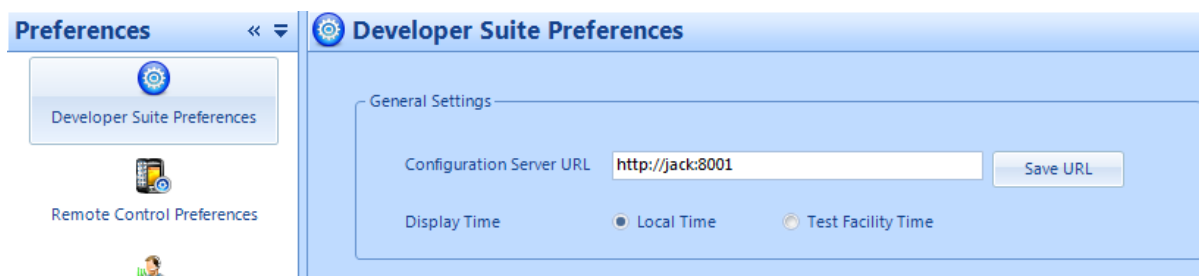 Preferences
Developer Suite Preferences
Remote Control Preferences
Developer Suite Preferences
General Settings
Configuration Server URL http://jack:8001 Save URL
Display Time Local Time Test Facility Time